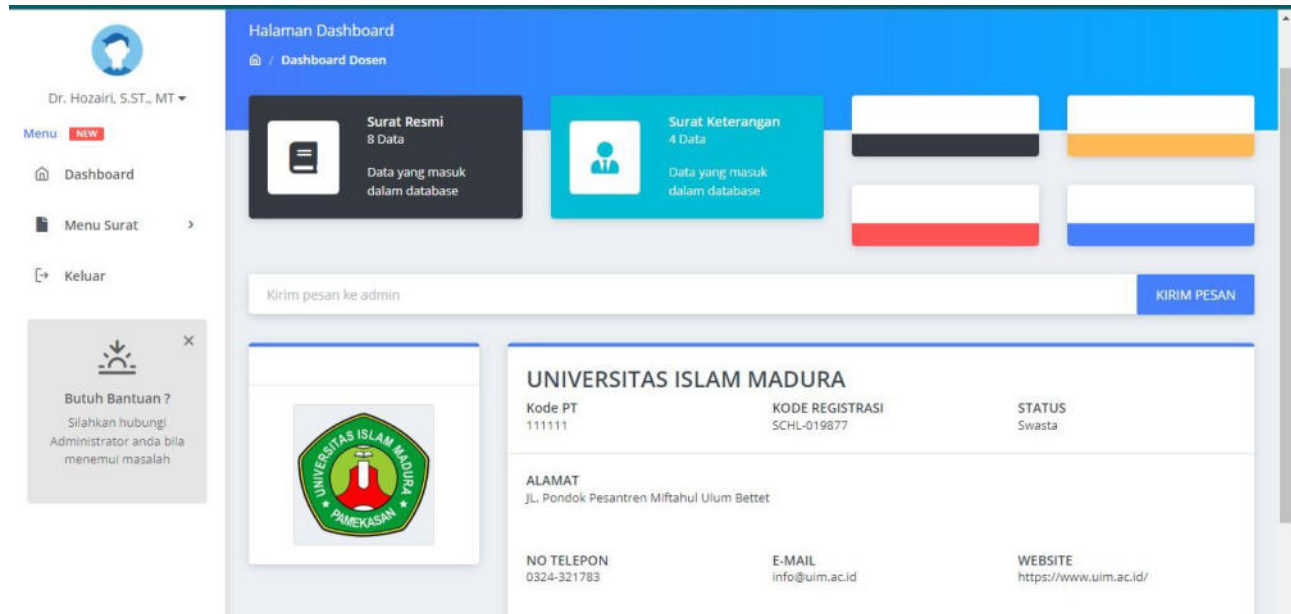 Dr. Hozairi, S.ST., MT
Menu NEW
Dashboard
Menu Surat
Keluar
Butuh Bantuan ?
Silahkan hubungi
Administrator anda bila
menemui masalah
Halaman Dashboard
/ Dashboard Dosen
Surat Resmi
8 Data
Data yang masuk
dalam database
Surat Keterangan
4 Data
Data yang masuk
dalam database
Kirim pesan ke admin
KIRIM PESAN
UNIVERSITAS ISLAM MADURA
PAMEKASAN
UNIVERSITAS ISLAM MADURA
Kode PT
111111
KODE REGISTRASI
SCHL-019877
STATUS
Swasta
ALAMAT
JL. Pondok Pesantren Miftahul Ulum Bettet
NO TELEPON
0324-321783
E-MAIL
info@uim.ac.id
WEBSITE
https://www.uim.ac.id/